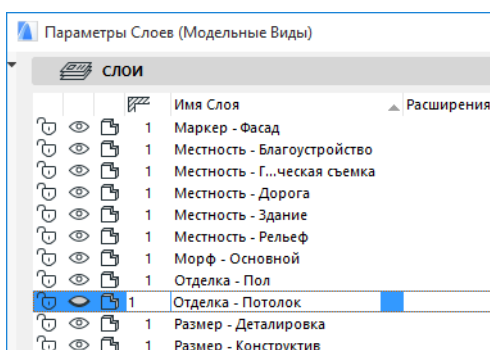 Параметры Слоев (Модельные Виды)
СЛОИ
Имя Слоя Расширения
1 Маркер - Фасад
1 Местность - Благоустройство
1 Местность - Г...ческая съемка
1 Местность - Дорога
1 Местность - Здание
1 Местность - Рельеф
1 Морф - Основной
1 Отделка - Пол
1 Отделка - Потолок
1 Размер - Деталировка
1 Размер - Конструктив